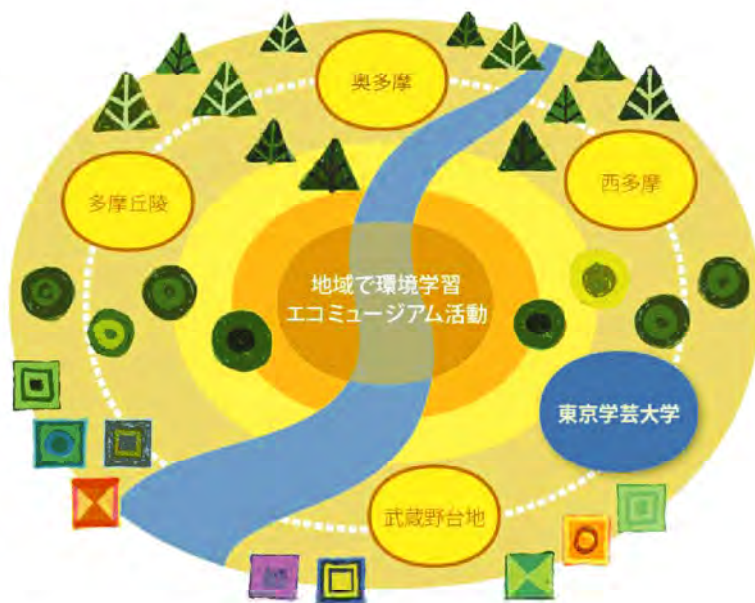 奥多摩
多摩丘陵
西多摩
地域で環境学習
エコミュージアム活動
東京学芸大学
武蔵野台地